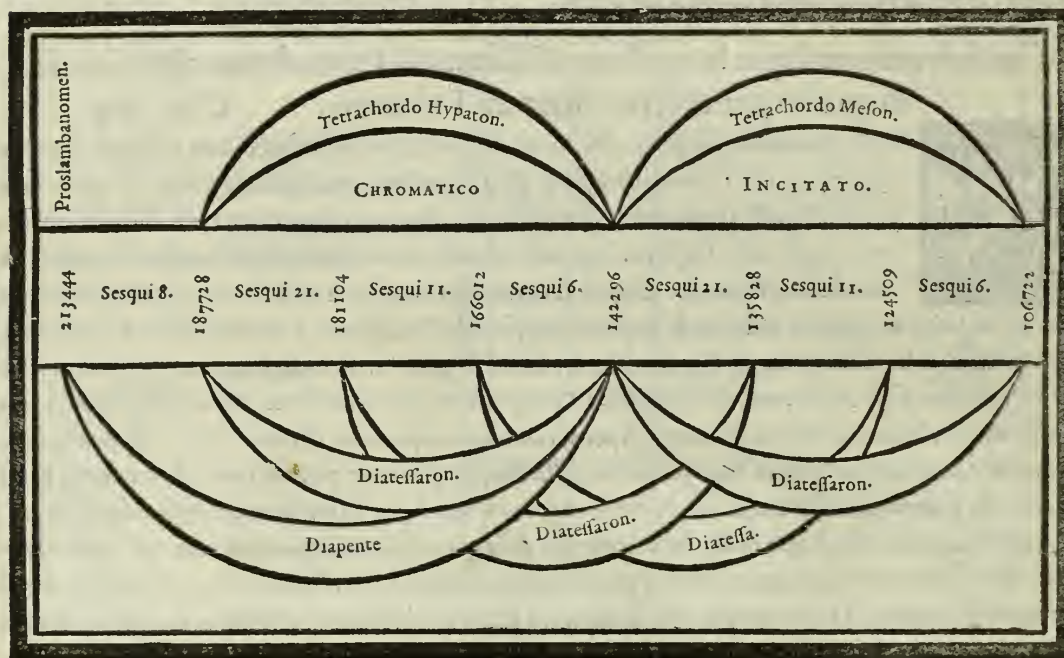 Proslambanomen.
Tetrachordo Hypaton.
Tetrachordo Meſon.
CHROMATICO
INCITATO.
213444
Sesqui 8.
187728
Sesqui 21.
181104
Sesqui 11.
166012
Sesqui 6.
142296
Sesqui 21.
135828
Sesqui 11.
124509
Sesqui 6.
106722
Diateſſaron.
Diateſſaron.
Diapente
Diateſſaron.
Diateſſa.